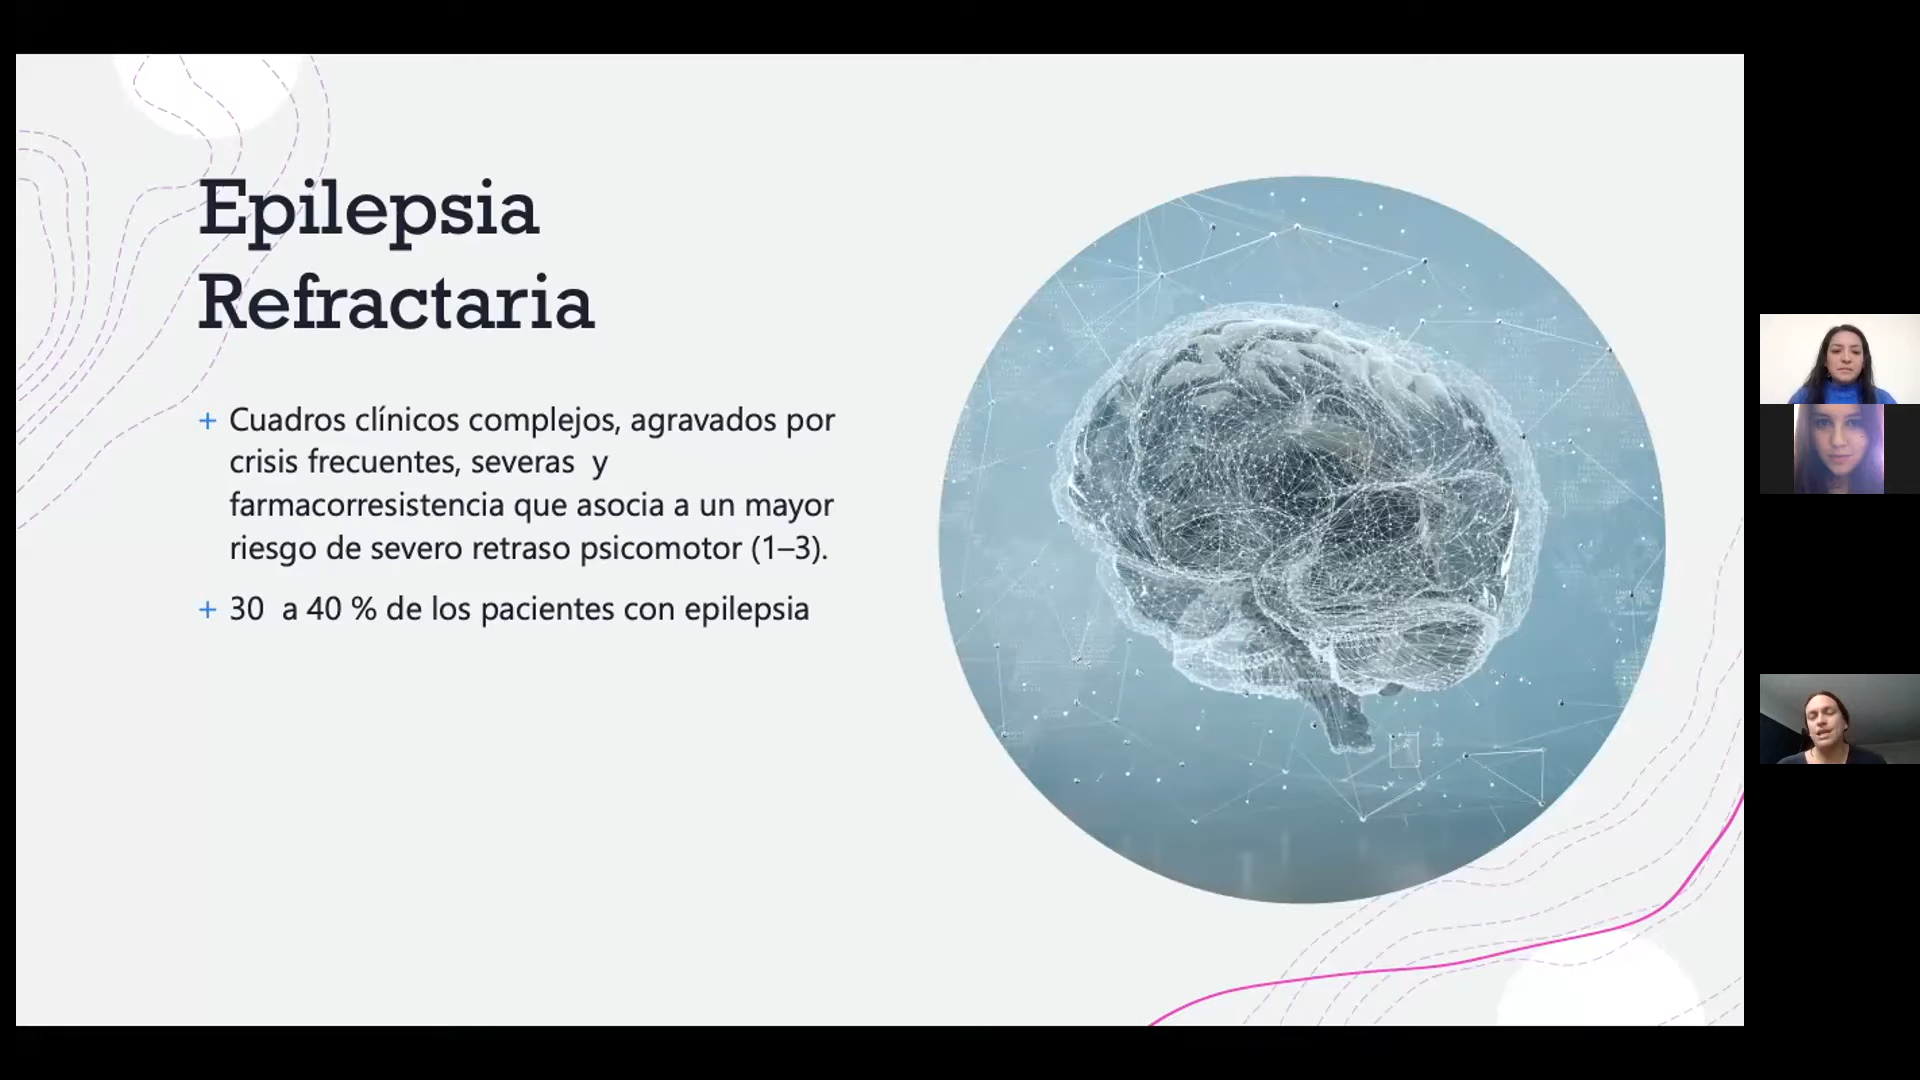 Epilepsia
Refractaria
+ Cuadros clínicos complejos, agravados por
crisis frecuentes, severas  y
farmacorresistencia que asocia a un mayor
riesgo de severo retraso psicomotor (1–3).
+ 30  a 40 % de los pacientes con epilepsia